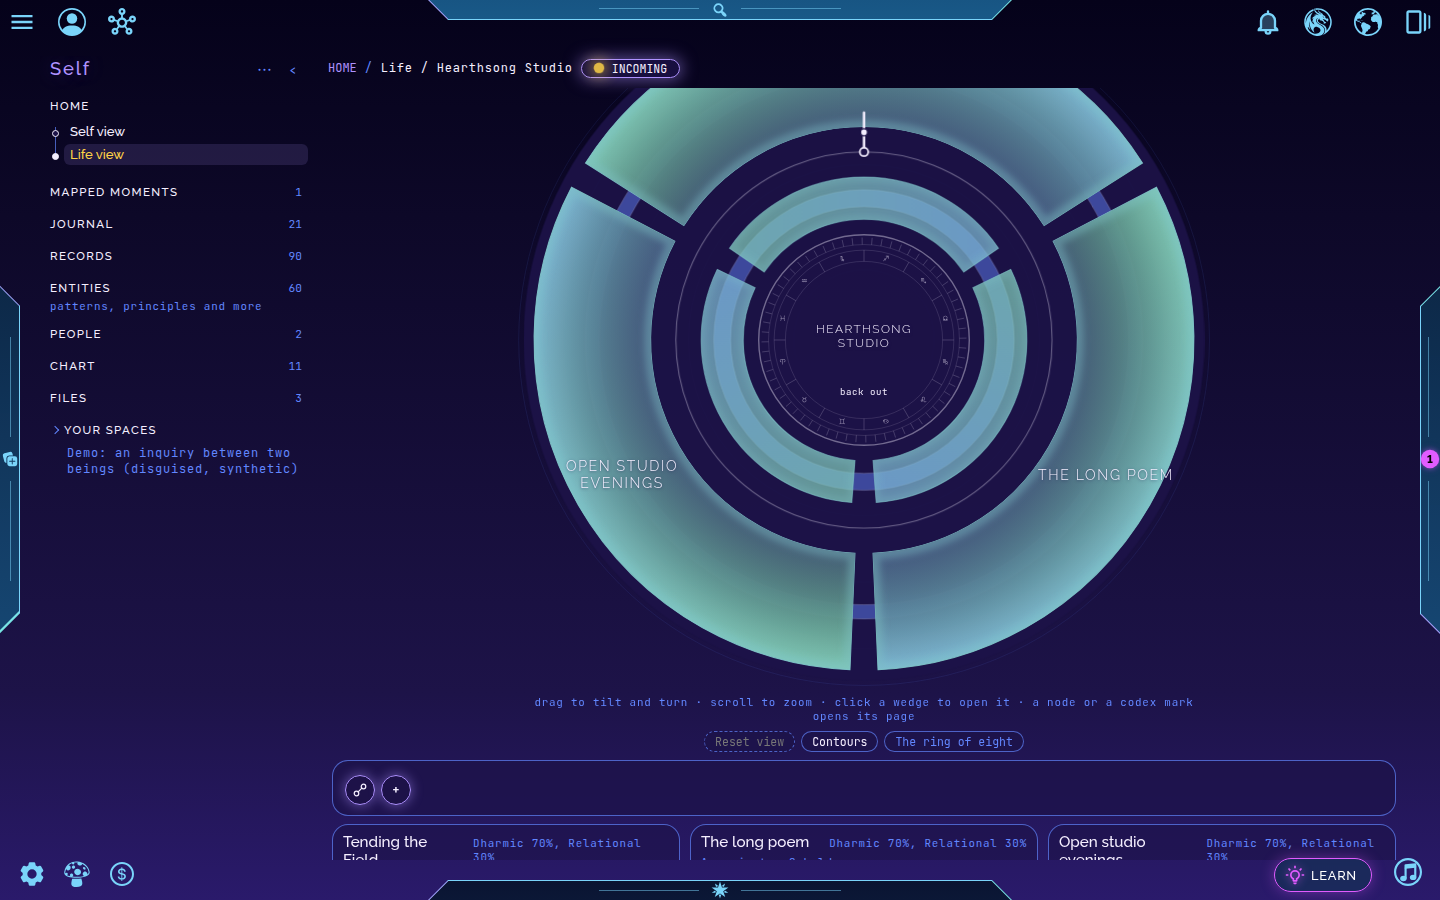 Self
...
<
HOME / Life / Hearthsong Studio
INCOMING
HOME
Self view
Life view
MAPPED MOMENTS 1
JOURNAL 21
RECORDS 90
ENTITIES 60
patterns, principles and more
PEOPLE 2
CHART 11
FILES 3
YOUR SPACES
Demo: an inquiry between two
beings (disguised, synthetic)
HEARTHSONG
STUDIO
back out
OPEN STUDIO
EVENINGS
THE LONG POEM
1
drag to tilt and turn · scroll to zoom · click a wedge to open it · a node or a codex mark
opens its page
Reset view
Contours
The ring of eight
+
Tending the
Field
Dharmic 70%, Relational
30%
The long poem
Dharmic 70%, Relational 30%
Open studio
evenings
Dharmic 70%, Relational
30%
LEARN